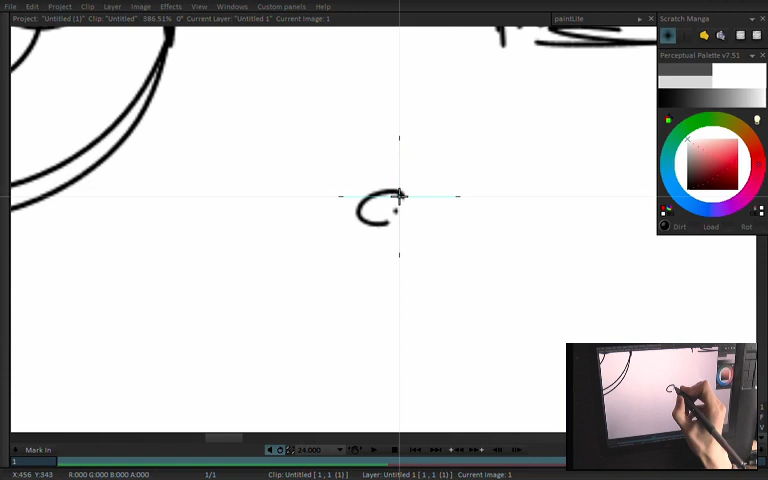 File Edit Project Clip Layer Image Effects View Windows Custom panels Help
Project: "Untitled (1)" Clip: "Untitled" 386.51% 0° Current Layer: "Untitled 1" Current Image: 1
paintLite
Scratch Manga
Perceptual Palette v7.51
Dirt Load Rot
Mark In
24.000
1
X:456 Y:343 R:000 G:000 B:000 A:000 1/1 Clip: Untitled [ 1 , 1 (1) ] Layer: Untitled 1 [ 1 , 1 (1) ] Current Image: 1